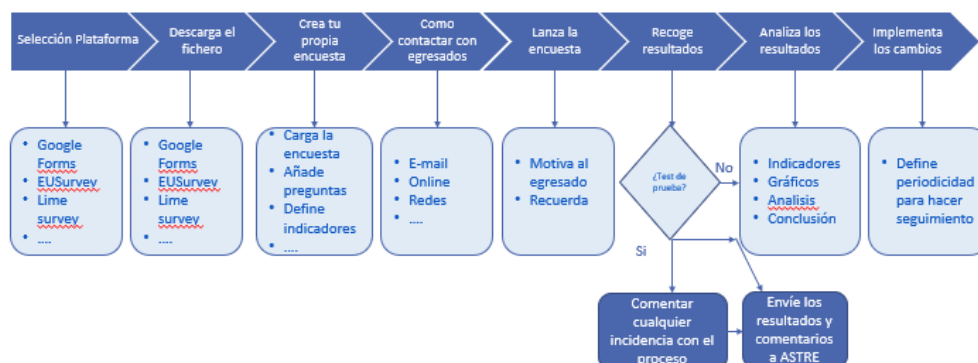 Selección Plataforma
Descarga el
fichero
Crea tu
propia
encuesta
Como
contactar con
egresados
Lanza la
encuesta
Recoge
resultados
Analiza los
resultados
Implementa
los cambios
• Google
Forms
• EUSurvey
• Lime
survey
• ....
• Google
Forms
• EUSurvey
• Lime
survey
• ....
• Carga la
encuesta
• Añade
preguntas
• Define
indicadores
• ....
• E-mail
• Online
• Redes
• ....
• Motiva al
egresado
• Recuerda
¿Test de
prueba?
No
Si
• Indicadores
• Gráficos
• Analisis
• Conclusión
• Define
periodicidad
para hacer
seguimiento
Comentar
cualquier
incidencia con el
proceso
Envíe los
resultados y
comentarios
a ASTRE